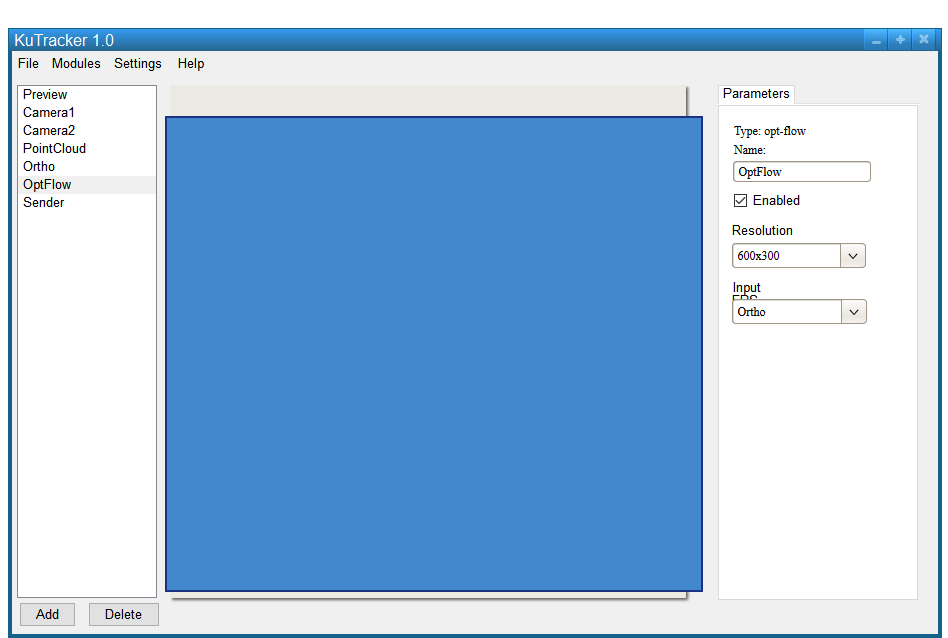 KuTracker 1.0
File Modules Settings Help
Preview
Camera1
Camera2
PointCloud
Ortho
OptFlow
Sender
Add Delete
Parameters
Type: opt-flow
Name:
OptFlow
Enabled
Resolution
600x300
Input
FPS
Ortho